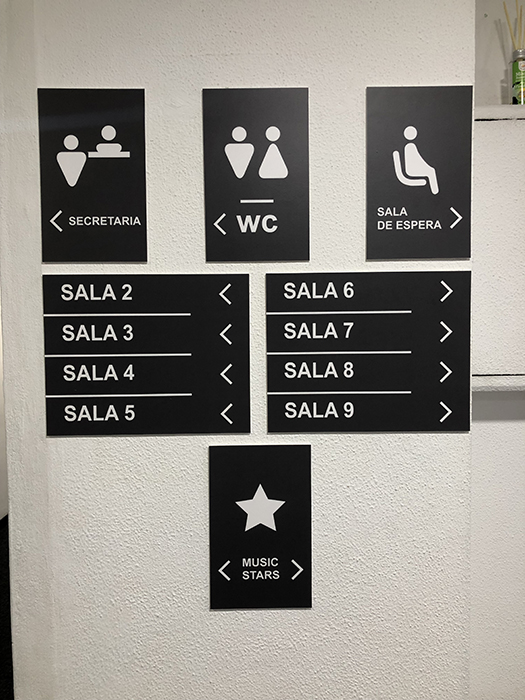 SECRETARIA
WC
SALA
DE ESPERA
SALA 2
SALA 3
SALA 4
SALA 5
SALA 6
SALA 7
SALA 8
SALA 9
MUSIC
STARS